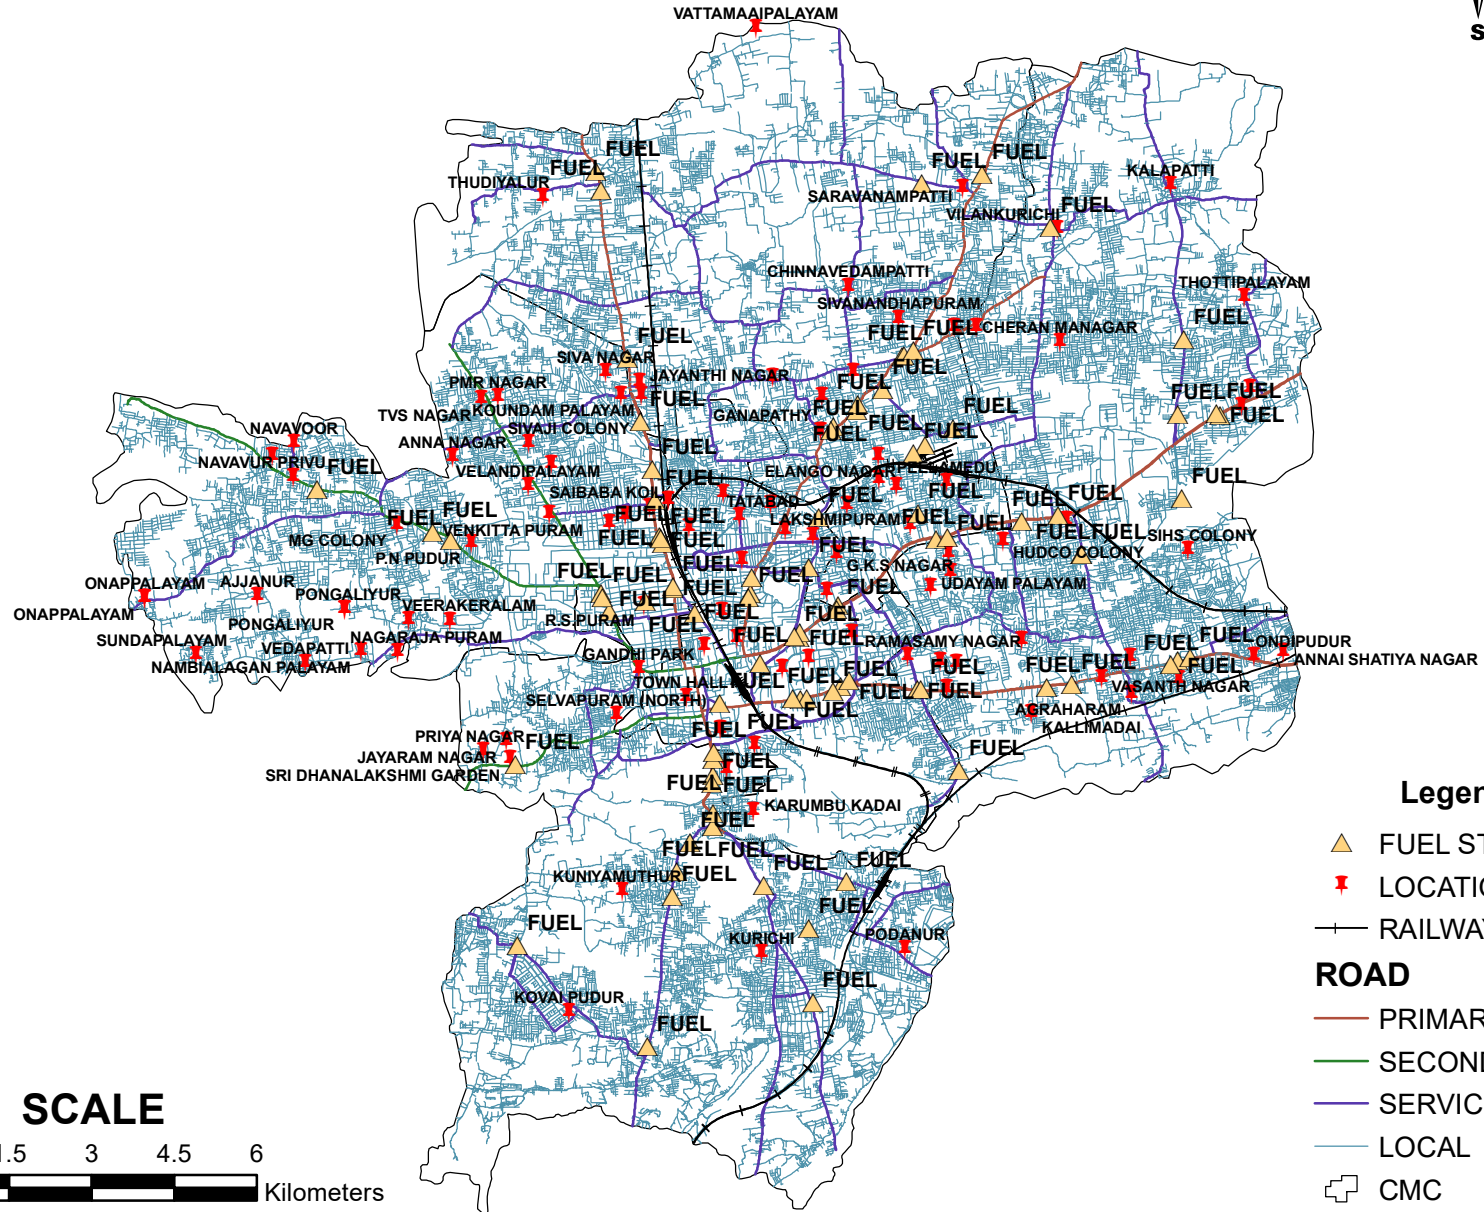 S
VATTAMAAIPALAYAM
FUEL
FUEL
FUEL
FUEL
THUDIYALUR
KALAPATTI
SARAVANAMPATTI
FUEL
VILANKURICHI
CHINNAVEDAMPATTI
THOTTIPALAYAM
SIVANANDHAPURAM
FUEL
FUEL
FUEL
CHERAN MANAGAR
FUEL
SIVA NAGAR
FUEL
JAYANTHI NAGAR
PMR NAGAR
FUEL
FUEL
FUEL
FUEL
TVS NAGAR
KOUNDAM PALAYAM
GANAPATHY
FUEL
FUEL
FUEL
SIVAJI COLONY
FUEL
NAVAVOOR
FUEL
FUEL
ANNA NAGAR
FUEL
NAVAVUR PRIVU
FUEL
VELANDIPALAYAM
ELANGO NAGAR
PEELAMEDU
FUEL
FUEL
FUEL
SAIBABA KOIL
TATABAD
FUEL
FUEL
FUEL
FUEL
FUEL
FUEL
FUEL
LAKSHMIPURAM
FUEL
FUEL
VENKITTA PURAM
FUEL
FUEL
SIHS COLONY
MG COLONY
FUEL
FUEL
FUEL
HUDCO COLONY
P.N PUDUR
FUEL
G.K.S NAGAR
FUEL
FUEL
FUEL
ONAPPALAYAM
AJJANUR
FUEL
FUEL
UDAYAM PALAYAM
PONGALIYUR
FUEL
VEERAKERALAM
FUEL
FUEL
ONAPPALAYAM
R.S.PURAM
FUEL
PONGALIYUR
SUNDAPALAYAM
NAGARAJA PURAM
FUEL
FUEL
RAMASAMY NAGAR
FUEL
FUEL
ONDIPUDUR
VEDAPATTI
GANDHI PARK
NAMBIALAGAN PALAYAM
FUEL
FUEL
FUEL
FUEL
FUEL
ANNAI SHATIYA NAGAR
TOWN HALL
FUEL
FUEL
FUEL
FUEL
VASANTH NAGAR
SELVAPURAM (NORTH)
FUEL
AGRAHARAM
FUEL
KALLIMADAI
PRIYA NAGAR
FUEL
FUEL
FUEL
JAYARAM NAGAR
FUEL
SRI DHANALAKSHMI GARDEN
FUEL
FUEL
KARUMBU KADAI
FUEL
FUEL
FUEL
FUEL
FUEL
KUNIYAMUTHUR
FUEL
FUEL
FUEL
KURICHI
PODANUR
FUEL
KOVAI PUDUR
FUEL
Legen
FUEL ST
LOCATIO
RAILWAY
ROAD
PRIMAR
SECOND
SERVIC
LOCAL
CMC
SCALE
1.5 3 4.5 6
Kilometers